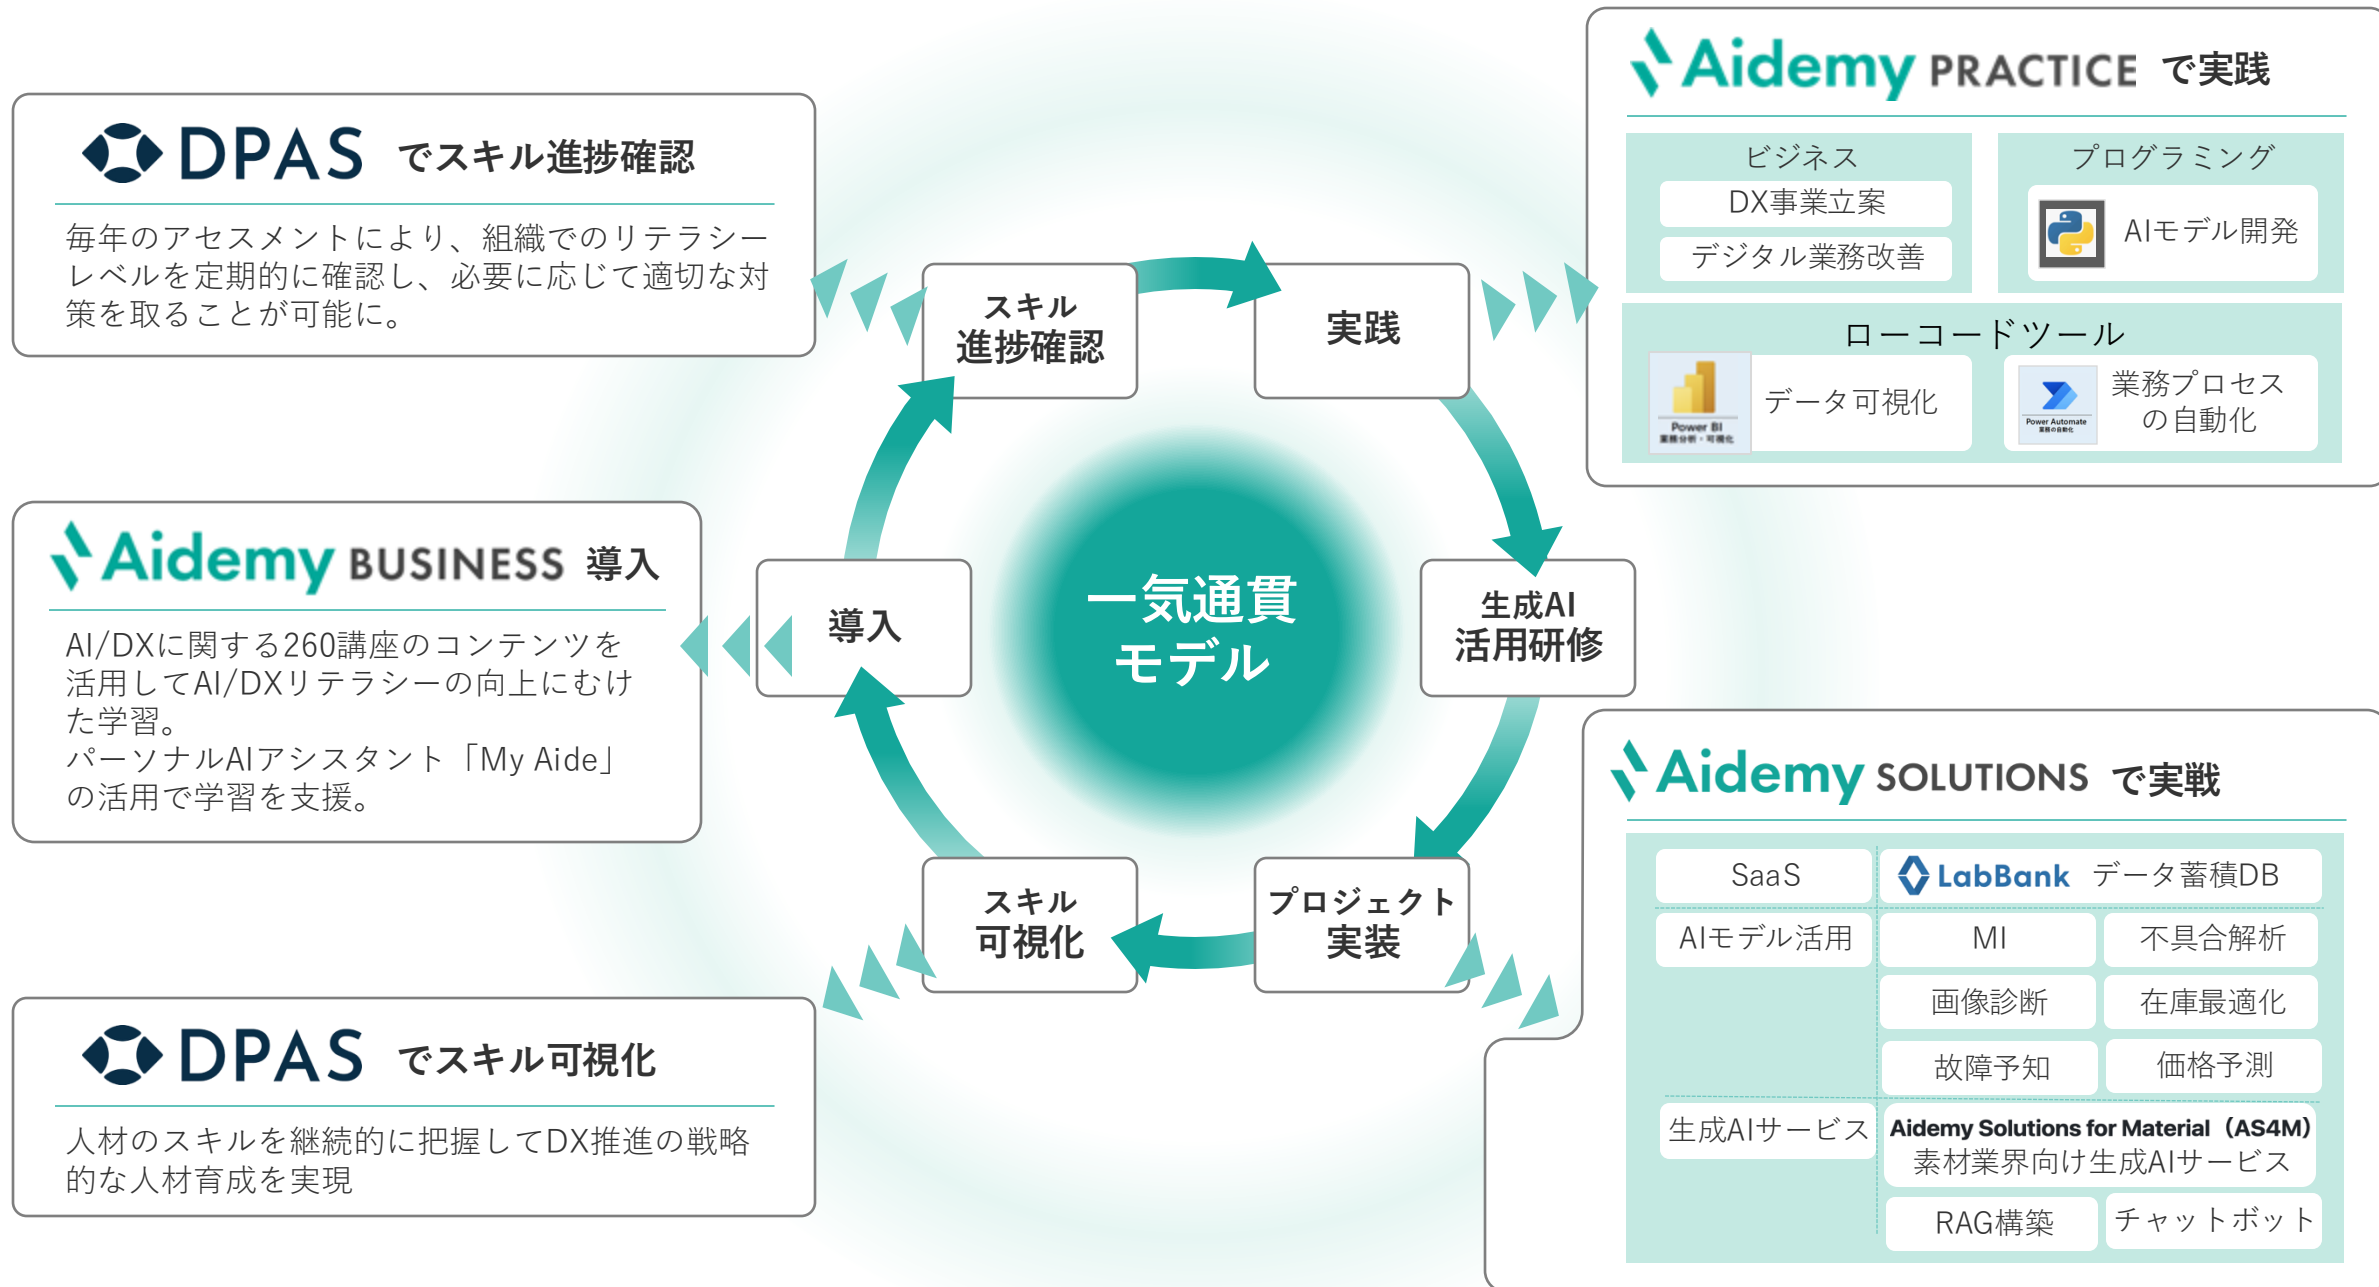 DPAS でスキル進捗確認
毎年のアセスメントにより、組織でのリテラシー
レベルを定期的に確認し、必要に応じて適切な対
策を取ることが可能に。
Aidemy BUSINESS 導入
AI/DXに関する260講座のコンテンツを
活用してAI/DXリテラシーの向上にむけ
た学習。
パーソナルAIアシスタント「My Aide」
の活用で学習を支援。
DPAS でスキル可視化
人材のスキルを継続的に把握してDX推進の戦略
的な人材育成を実現
スキル
進捗確認
実践
導入
一気通貫
モデル
生成AI
活用研修
スキル
可視化
プロジェクト
実装
Aidemy PRACTICE で実践
ビジネス
DX事業立案
デジタル業務改善
プログラミング
AIモデル開発
ローコードツール
Power BI
業務分析・可視化
データ可視化
Power Automate
業務の自動化
業務プロセス
の自動化
Aidemy SOLUTIONS で実戦
SaaS
LabBank データ蓄積DB
AIモデル活用
MI
不具合解析
画像診断
在庫最適化
故障予知
価格予測
生成AIサービス
Aidemy Solutions for Material（AS4M）
素材業界向け生成AIサービス
RAG構築
チャットボット